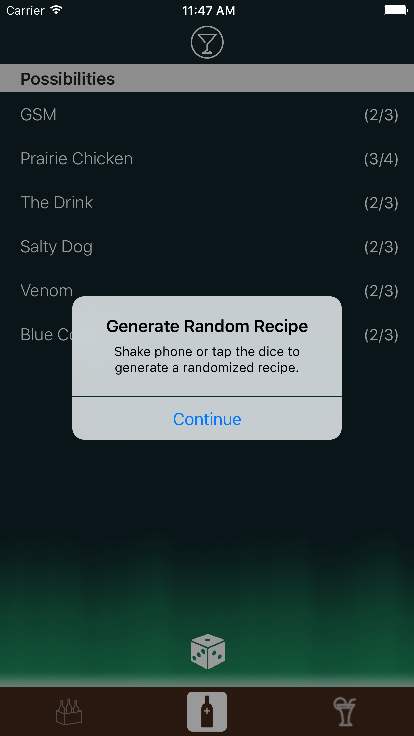 Carrier 11:47 AM
Possibilities
GSM (2/3)
Prairie Chicken (3/4)
The Drink (2/3)
Salty Dog (2/3)
Venom (2/3)
Blue (2/3)
Generate Random Recipe
Shake phone or tap the dice to
generate a randomized recipe.
Continue